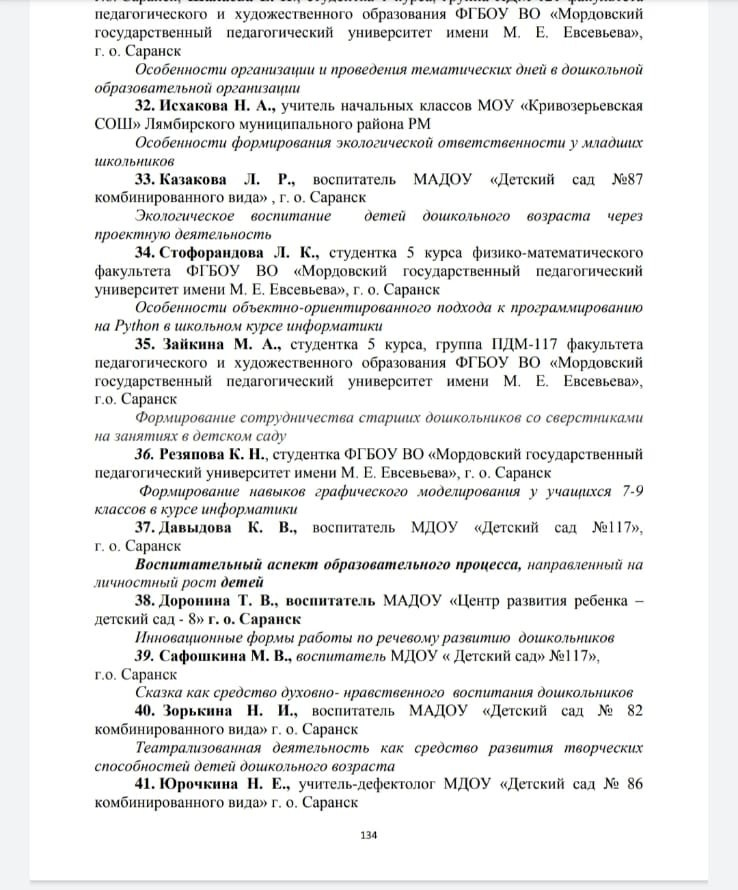 педагогического и художественного образования ФГБОУ ВО «Мордовский
государственный педагогический университет имени М. Е. Евсевьева»,
г. о. Саранск
Особенности организации и проведения тематических дней в дошкольной
образовательной организации
32. Исхакова Н. А., учитель начальных классов МОУ «Кривозерьевская
СОШ» Лямбирского муниципального района РМ
Особенности формирования экологической ответственности у младших
школьников
33. Казакова Л. Р., воспитатель МАДОУ «Детский сад №87
комбинированного вида» , г. о. Саранск
Экологическое воспитание детей дошкольного возраста через
проектную деятельность
34. Стофорандова Л. К., студентка 5 курса физико-математического
факультета ФГБОУ ВО «Мордовский государственный педагогический
университет имени М. Е. Евсевьева», г. о. Саранск
Особенности объектно-ориентированного подхода к программированию
на Python в школьном курсе информатики
35. Зайкина М. А., студентка 5 курса, группа ПДМ-117 факультета
педагогического и художественного образования ФГБОУ ВО «Мордовский
государственный педагогический университет имени М. Е. Евсевьева»,
г.о. Саранск
Формирование сотрудничества старших дошкольников со сверстниками
на занятиях в детском саду
36. Резяпова К. Н., студентка ФГБОУ ВО «Мордовский государственный
педагогический университет имени М. Е. Евсевьева», г. о. Саранск
Формирование навыков графического моделирования у учащихся 7-9
классов в курсе информатики
37. Давыдова К. В., воспитатель МДОУ «Детский сад №117»,
г. о. Саранск
Воспитательный аспект образовательного процесса, направленный на
личностный рост детей
38. Доронина Т. В., воспитатель МАДОУ «Центр развития ребенка –
детский сад - 8» г. о. Саранск
Инновационные формы работы по речевому развитию дошкольников
39. Сафошкина М. В., воспитатель МДОУ « Детский сад» №117»,
г.о. Саранск
Сказка как средство духовно- нравственного воспитания дошкольников
40. Зорькина Н. И., воспитатель МАДОУ «Детский сад № 82
комбинированного вида» г. о. Саранск
Театрализованная деятельность как средство развития творческих
способностей детей дошкольного возраста
41. Юрочкина Н. Е., учитель-дефектолог МДОУ «Детский сад № 86
комбинированного вида» г. о. Саранск
134